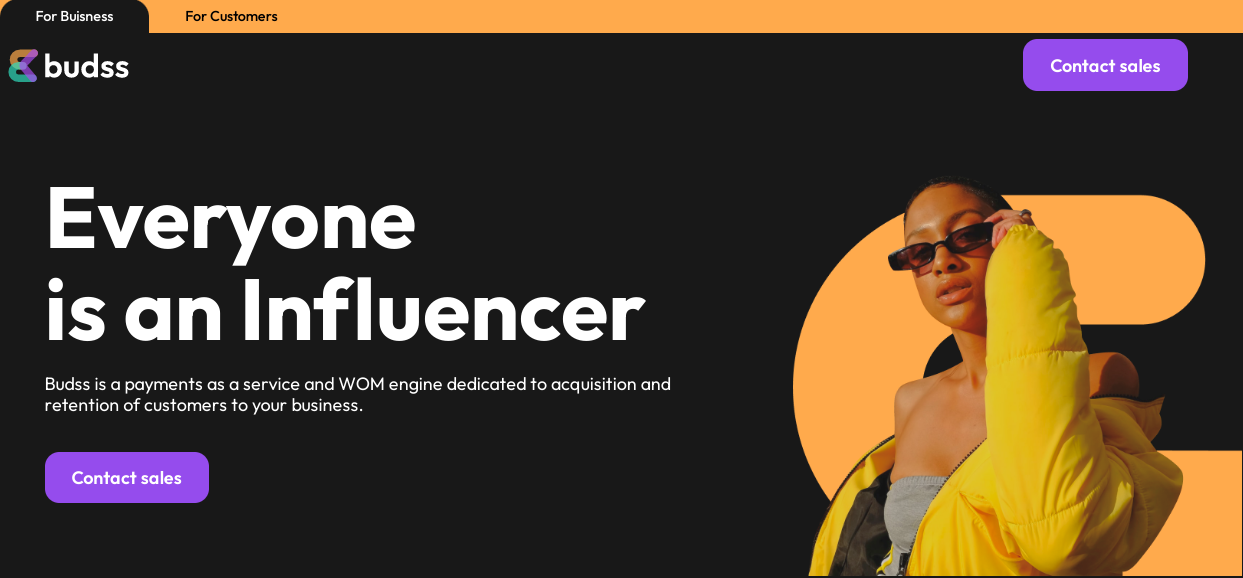 For Buisness
For Customers
budss
Contact sales
Everyone
is an Influencer
Budss is a payments as a service and WOM engine dedicated to acquisition and
retention of customers to your business.
Contact sales